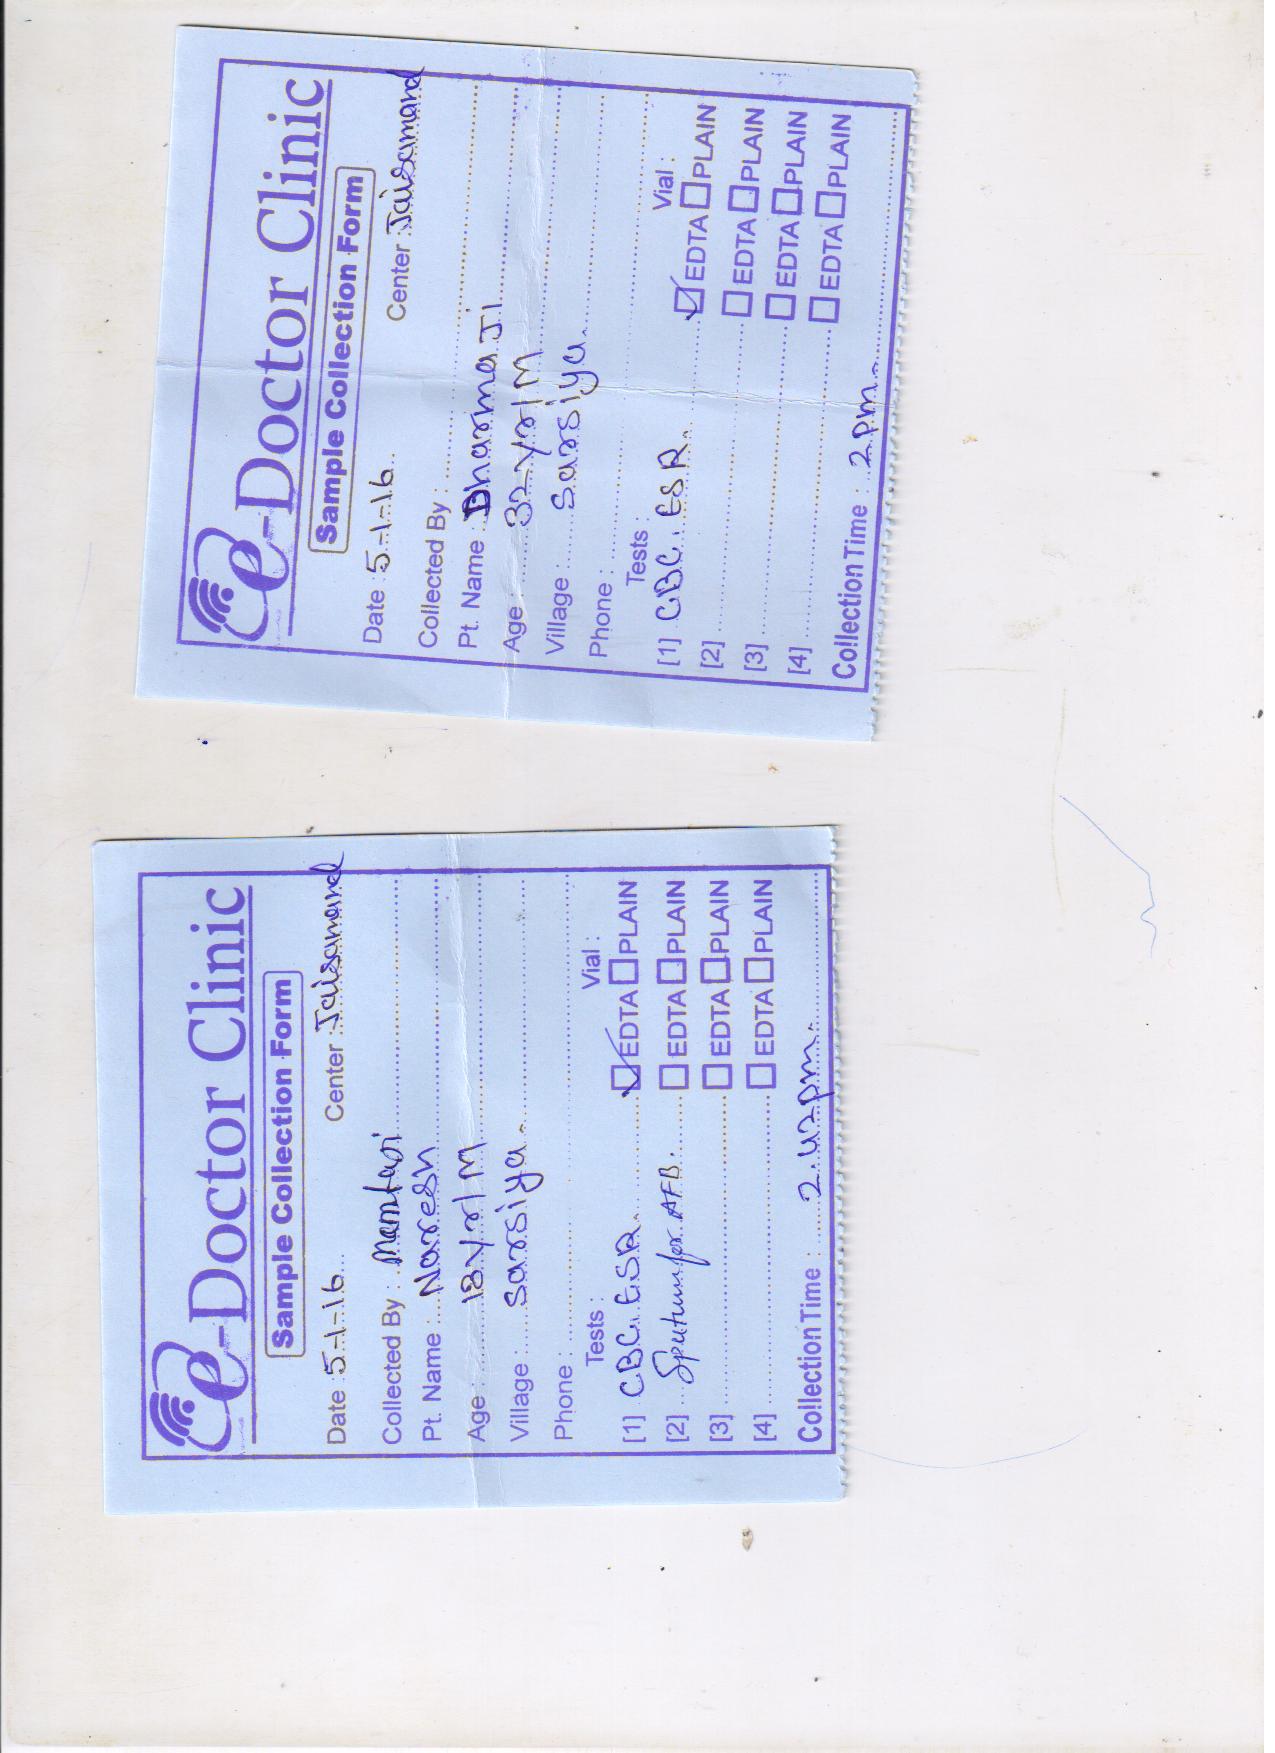 e-Doctor Clinic
Sample Collection Form
Date : 5-1-16 Center : Jaisamand
Collected By :
Pt. Name : Dharma Ji
Age : 32 yr/M
Village : Sarsiya.
Phone :
Tests : Vial :
[1] CBC. ESR. EDTA PLAIN
[2] EDTA PLAIN
[3] EDTA PLAIN
[4] EDTA PLAIN
Collection Time : 2 pm.
e-Doctor Clinic
Sample Collection Form
Date : 5-1-16 Center : Jaisamand
Collected By :
Pt. Name : Naresh
Age : 18 yr/M
Village : Sarsiya.
Phone :
Tests : Vial :
[1] CBC. ESR. EDTA PLAIN
[2] Sputum for AFB. EDTA PLAIN
[3] EDTA PLAIN
[4] EDTA PLAIN
Collection Time : 2.42pm.